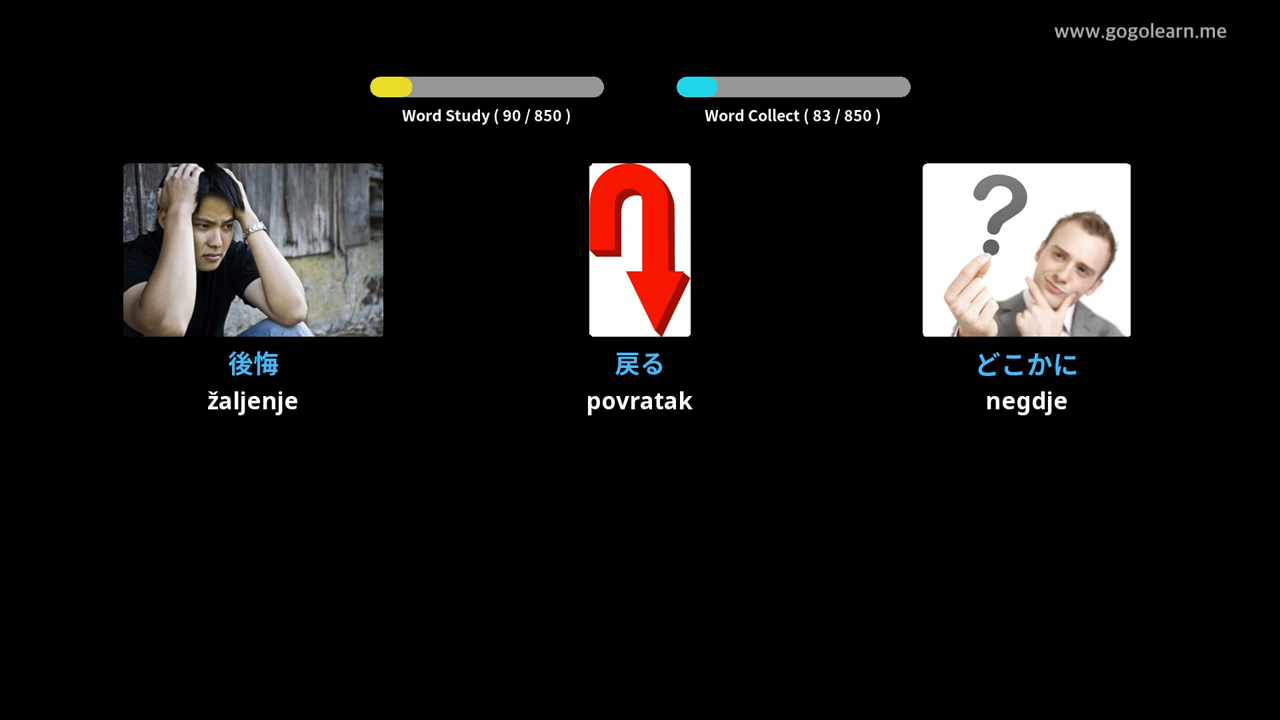 www.gogolearn.me
Word Study ( 90 / 850 )
Word Collect ( 83 / 850 )
後悔
žaljenje
戻る
povratak
どこかに
negdje